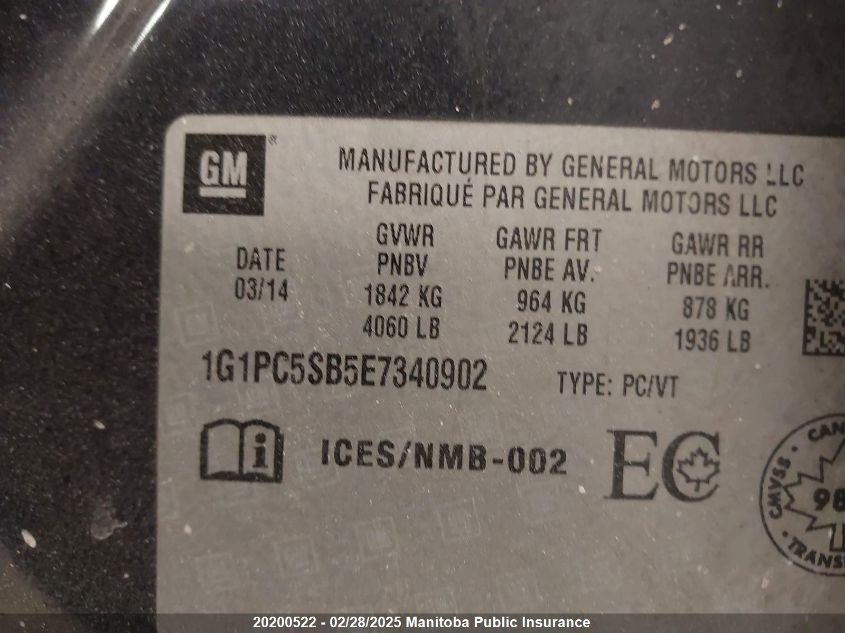 GM
MANUFACTURED BY GENERAL MOTORS LLC
FABRIQUÉ PAR GENERAL MOTORS LLC
DATE
03/14
GVWR
PNBV
1842 KG
4060 LB
GAWR FRT
PNBE AV.
964 KG
2124 LB
GAWR RR
PNBE ARR.
878 KG
1936 LB
1G1PC5SB5E7340902
TYPE: PC/VT
ICES/NMB-002
EC
CMVSS
20200522 - 02/28/2025 Manitoba Public Insurance